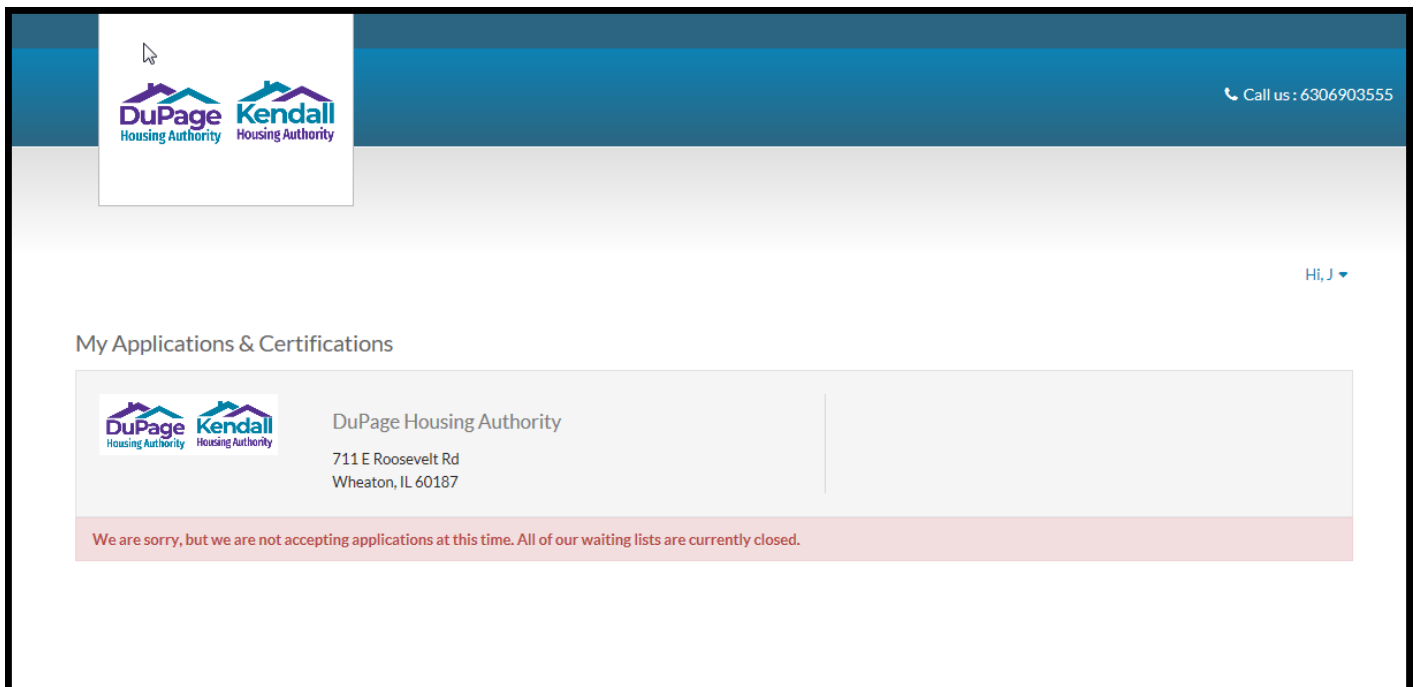 DuPage
Housing Authority
Kendall
Housing Authority
Call us : 6306903555
Hi, J
My Applications & Certifications
DuPage
Housing Authority
Kendall
Housing Authority
DuPage Housing Authority
711 E Roosevelt Rd
Wheaton, IL 60187
We are sorry, but we are not accepting applications at this time. All of our waiting lists are currently closed.